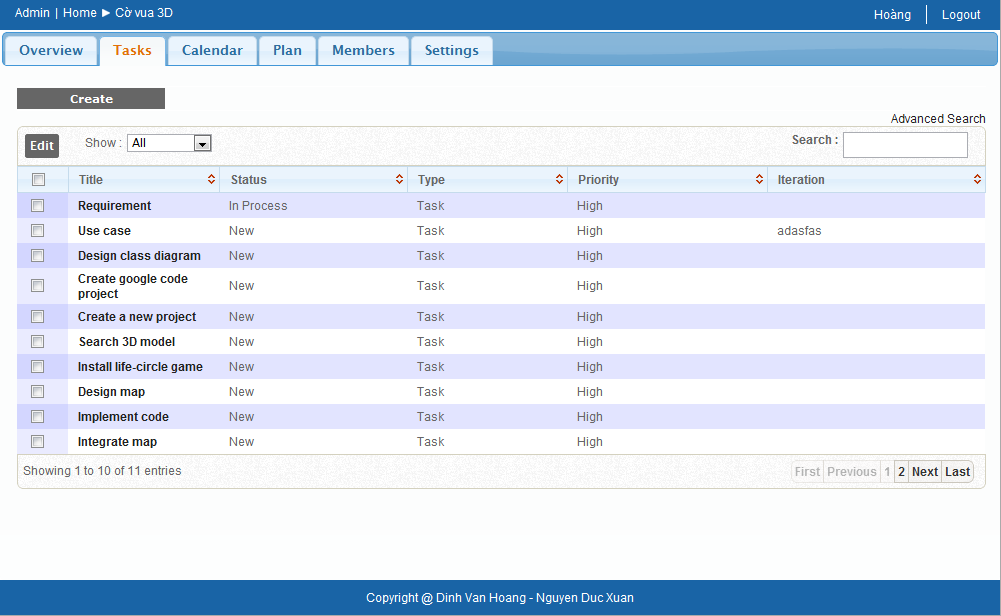 Admin | Home ► Cờ vua 3D
Hoàng Logout
Overview Tasks Calendar Plan Members Settings
Create
Advanced Search
Edit Show : All Search :
Title Status Type Priority Iteration
Requirement In Process Task High
Use case New Task High adasfas
Design class diagram New Task High
Create google code
project New Task High
Create a new project New Task High
Search 3D model New Task High
Install life-circle game New Task High
Design map New Task High
Implement code New Task High
Integrate map New Task High
Showing 1 to 10 of 11 entries First Previous 1 2 Next Last
Copyright @ Dinh Van Hoang - Nguyen Duc Xuan